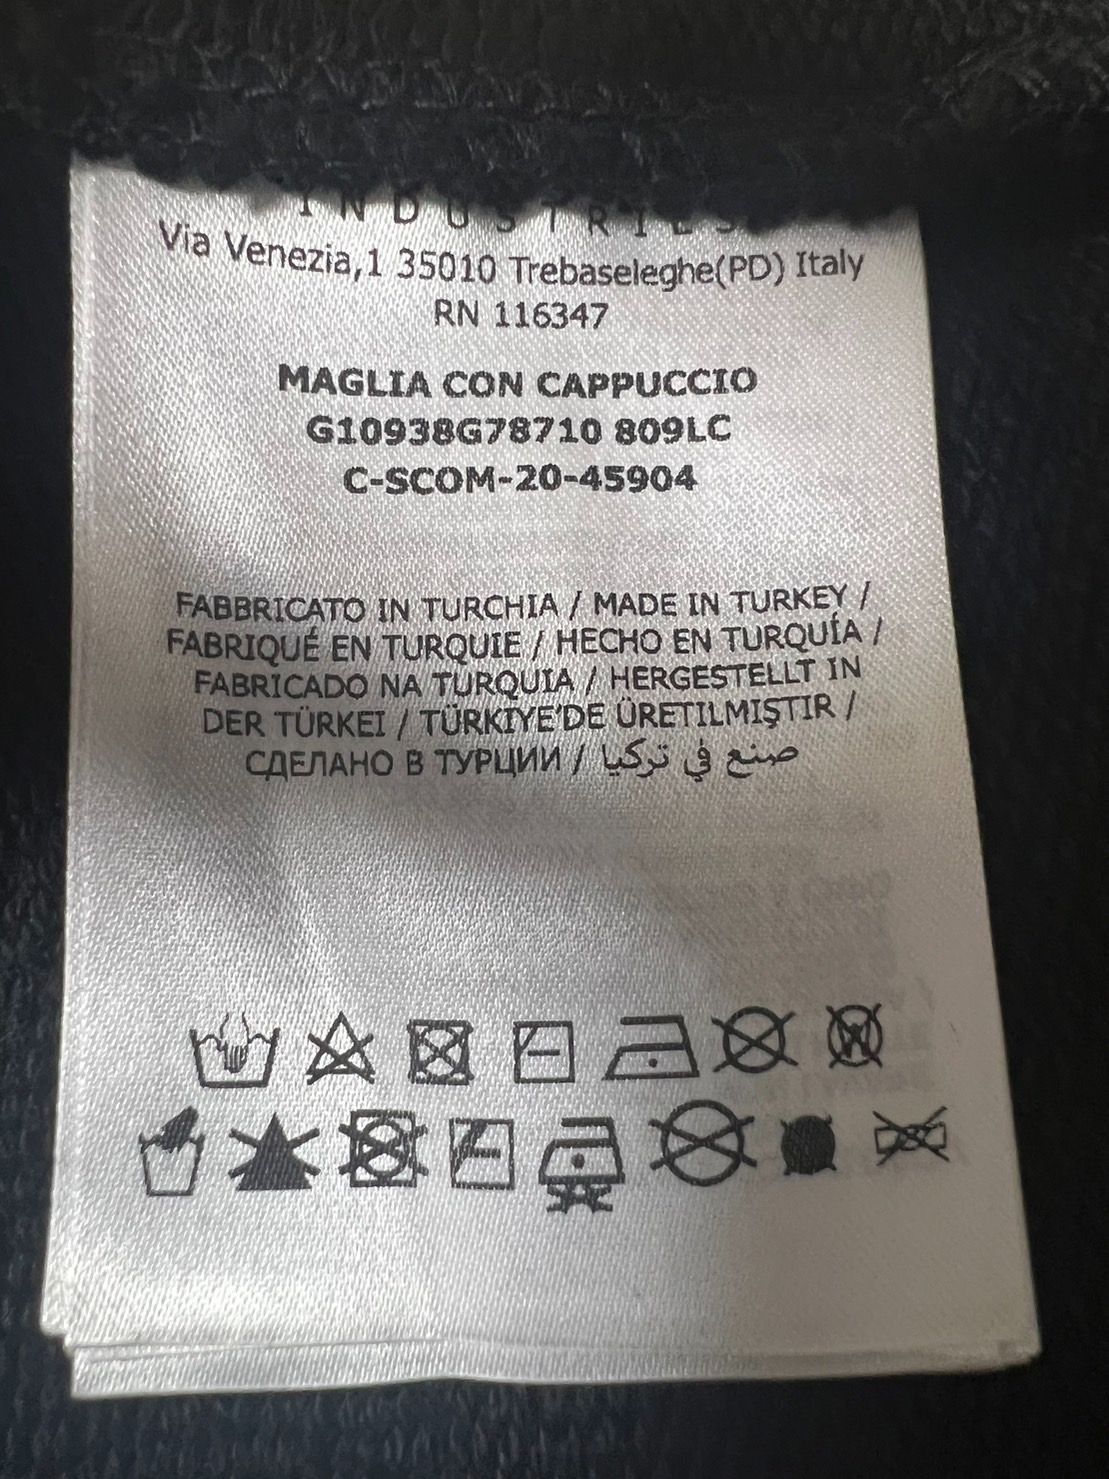 INDUSTRIES
Via Venezia,1 35010 Trebaseleghe(PD) Italy
RN 116347
MAGLIA CON CAPPUCCIO
G10938G78710 809LC
C-SCOM-20-45904
FABBRICATO IN TURCHIA / MADE IN TURKEY /
FABRIQUÉ EN TURQUIE / HECHO EN TURQUÍA /
FABRICADO NA TURQUIA / HERGESTELLT IN
DER TÜRKEI / TÜRKIYE'DE ÜRETILMIŞTIR /
СДЕЛАНО В ТУРЦИИ / صنع في تركيا
W